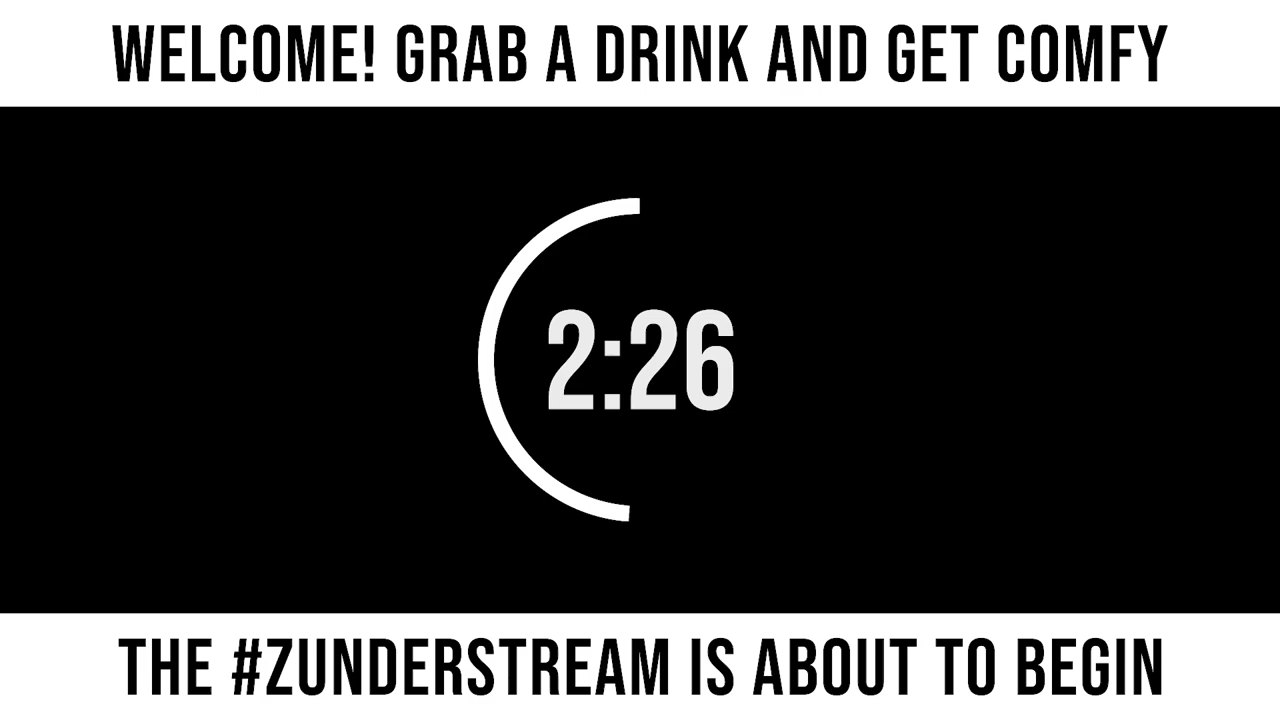 WELCOME! GRAB A DRINK AND GET COMFY
2:26
THE #ZUNDERSTREAM IS ABOUT TO BEGIN